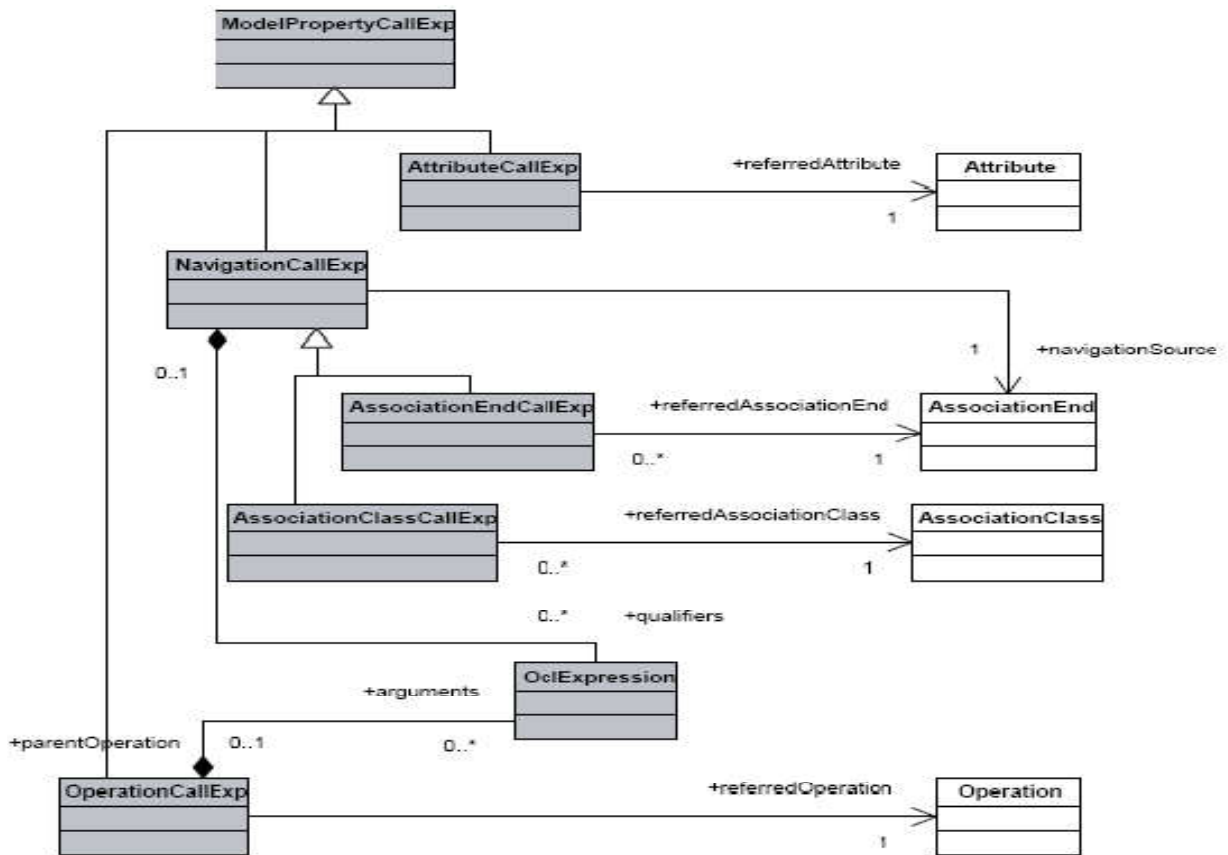 ModelPropertyCallExp
AttributeCallExp
+referredAttribute
Attribute
1
NavigationCallExp
1
+navigationSource
0..1
AssociationEndCallExp
+referredAssociationEnd
AssociationEnd
0..*
1
AssociationClassCallExp
+referredAssociationClass
AssociationClass
0..*
1
0..*
+qualifiers
OclExpression
+arguments
+parentOperation
0..1
0..*
OperationCallExp
+referredOperation
Operation
1